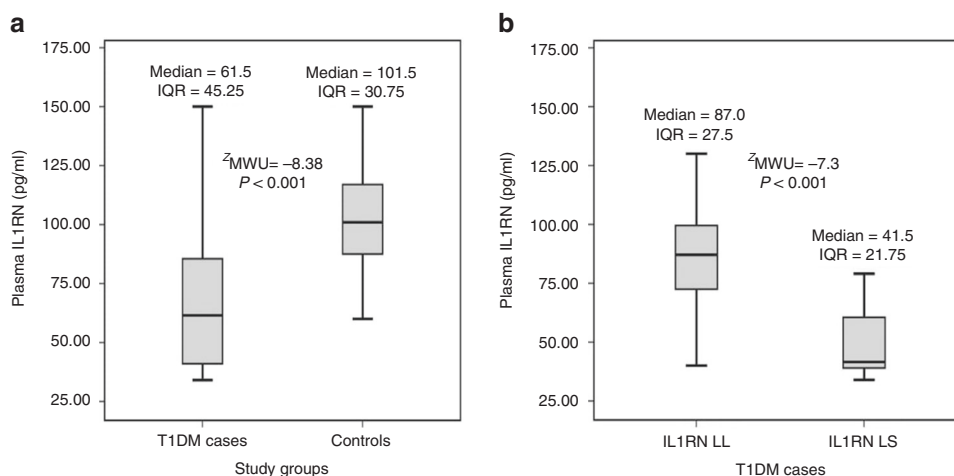 a
175.00
150.00
125.00
100.00
75.00
50.00
25.00
Plasma IL1RN (pg/ml)
Median = 61.5
IQR = 45.25
Median = 101.5
IQR = 30.75
ZMWU= –8.38
P < 0.001
T1DM cases
Controls
Study groups
b
175.00
150.00
125.00
100.00
75.00
50.00
25.00
Plasma IL1RN (pg/ml)
Median = 87.0
IQR = 27.5
ZMWU= –7.3
P < 0.001
Median = 41.5
IQR = 21.75
IL1RN LL
IL1RN LS
T1DM cases